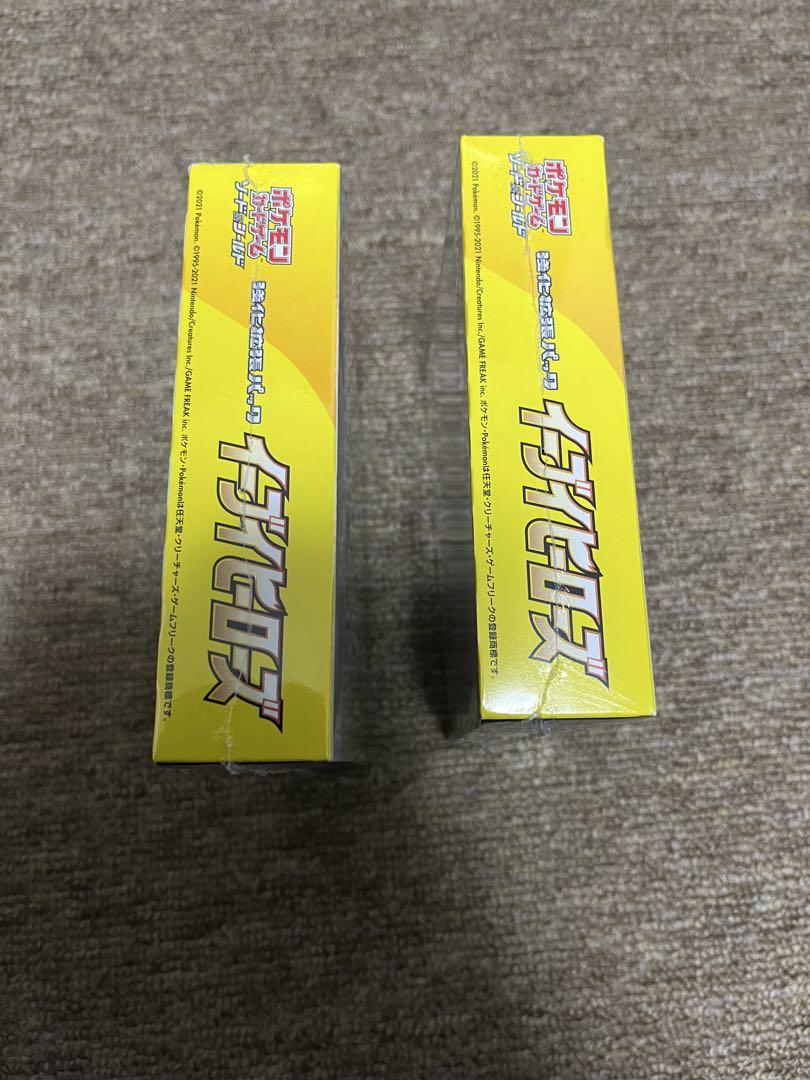 ポケモン
カードゲーム
ソード&シールド
強化拡張パック
イーブイヒーローズ
©2021 Pokémon. ©1995-2021 Nintendo/Creatures Inc./GAME FREAK inc. ポケモン・Pokémonは任天堂・クリーチャーズ・ゲームフリークの登録商標です。
ポケモン
カードゲーム
ソード&シールド
強化拡張パック
イーブイヒーローズ
©2021 Pokémon. ©1995-2021 Nintendo/Creatures Inc./GAME FREAK inc. ポケモン・Pokémonは任天堂・クリーチャーズ・ゲームフリークの登録商標です。